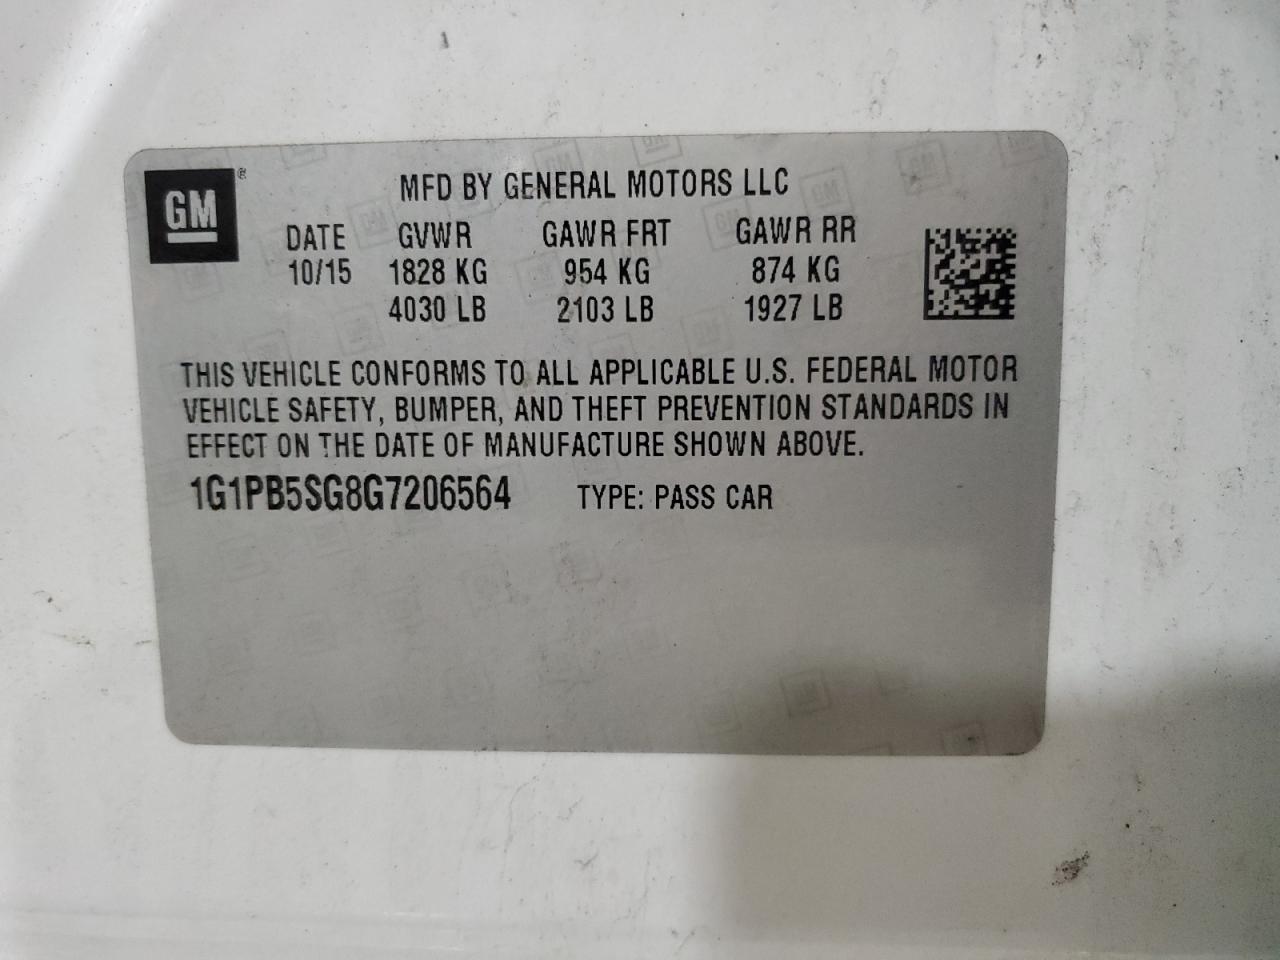 GM®
MFD BY GENERAL MOTORS LLC
DATE GVWR GAWR FRT GAWR RR
10/15 1828 KG 954 KG 874 KG
4030 LB 2103 LB 1927 LB
THIS VEHICLE CONFORMS TO ALL APPLICABLE U.S. FEDERAL MOTOR
VEHICLE SAFETY, BUMPER, AND THEFT PREVENTION STANDARDS IN
EFFECT ON THE DATE OF MANUFACTURE SHOWN ABOVE.
1G1PB5SG8G7206564 TYPE: PASS CAR